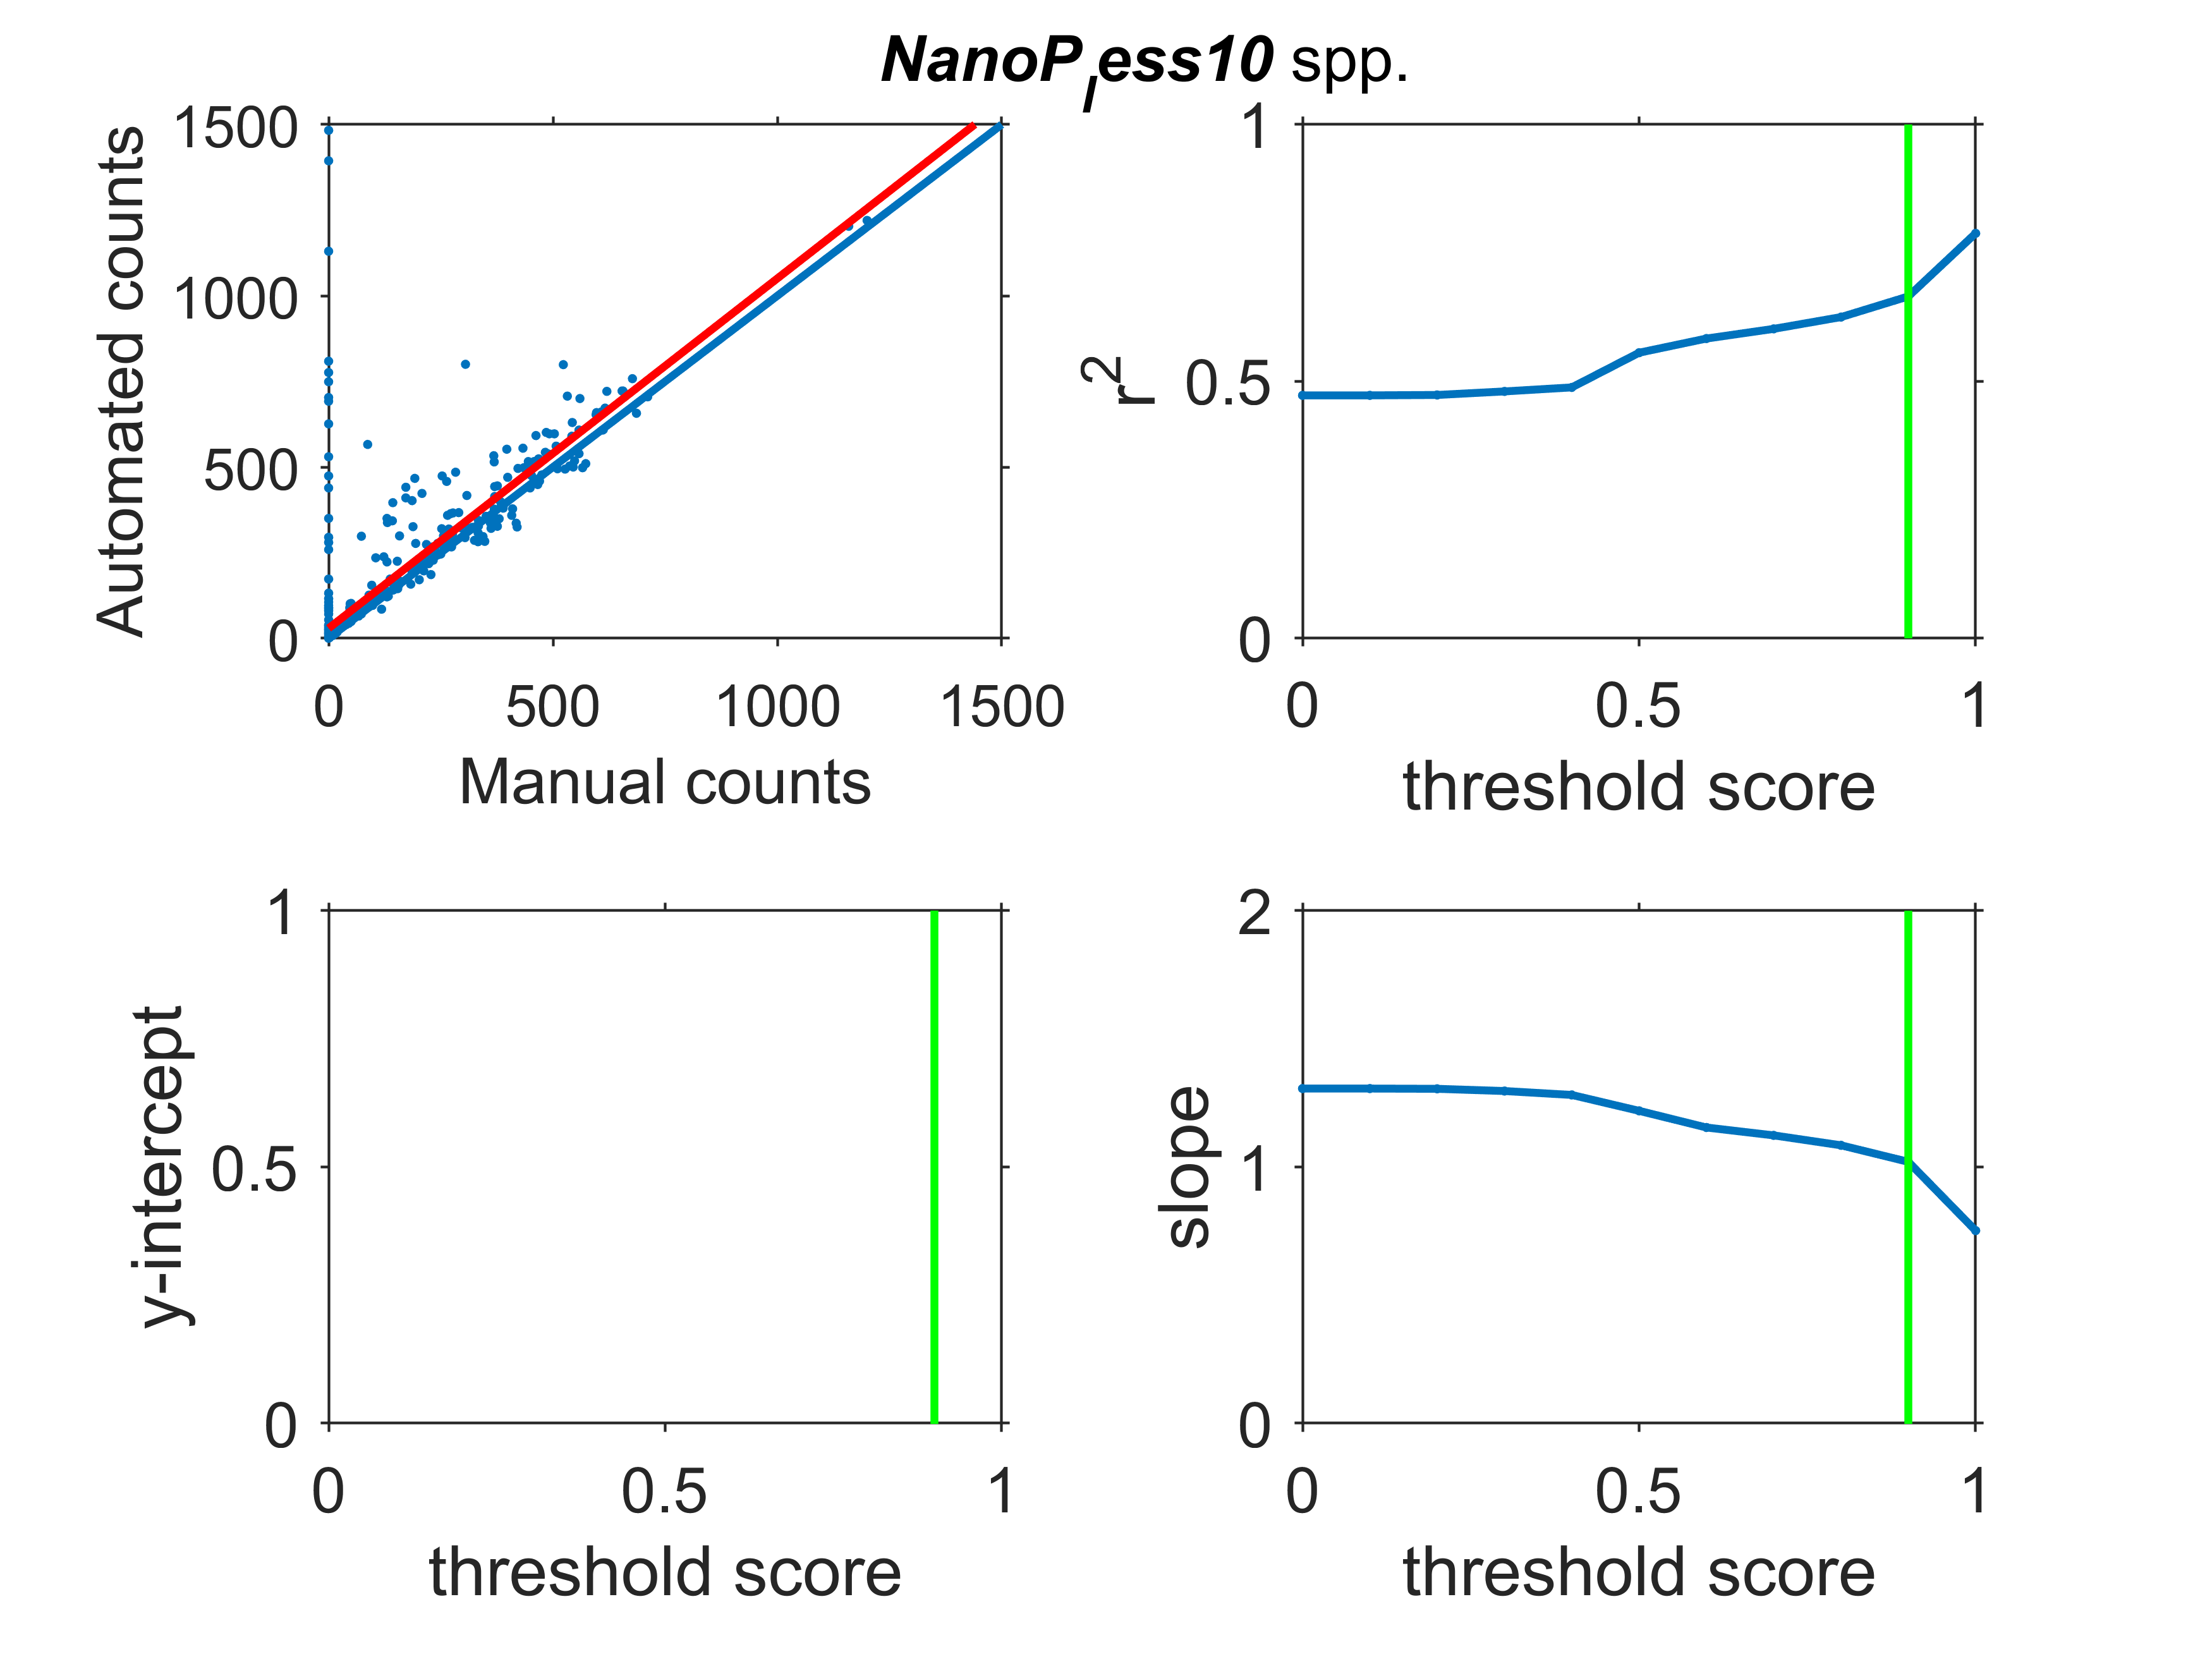 NanoP_less10 spp.
1500
1000
500
0
Automated counts
0 500 1000 1500
Manual counts
1
0.5
0
r^2
0 0.5 1
threshold score
1
0.5
0
y-intercept
0 0.5 1
threshold score
2
1
0
slope
0 0.5 1
threshold score